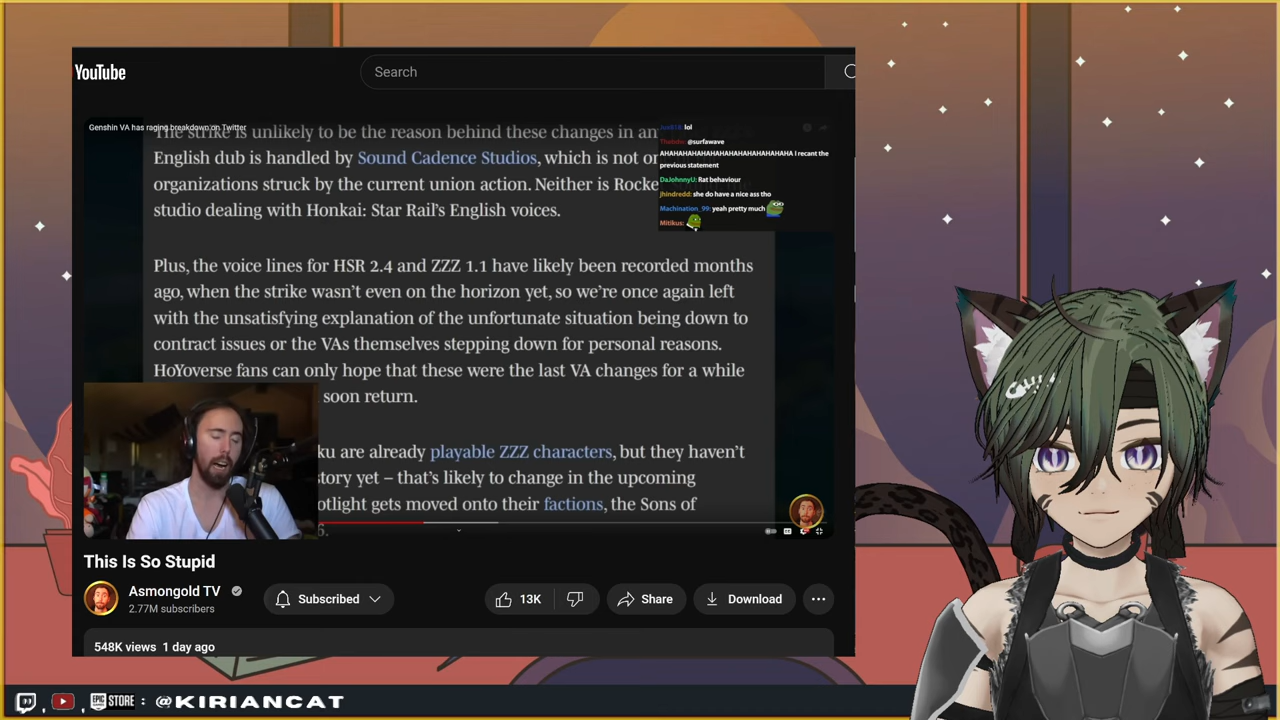 YouTube
Search
Genshin VA has raging breakdown on Twitter
The strike is unlikely to be the reason behind these changes in an
English dub is handled by Sound Cadence Studios, which is not on
organizations struck by the current union action. Neither is Rocke
studio dealing with Honkai: Star Rail's English voices.
lol
@surfawave
AHAHAHAHAHAHAHAHAHAHAHAHA I recant the
previous statement
DaJohnnyU: Rat behaviour
jhindredd: she do have a nice ass tho
Machination_99: yeah pretty much
Mitikus:
Plus, the voice lines for HSR 2.4 and ZZZ 1.1 have likely been recorded months
ago, when the strike wasn't even on the horizon yet, so we're once again left
with the unsatisfying explanation of the unfortunate situation being down to
contract issues or the VAs themselves stepping down for personal reasons.
HoYoverse fans can only hope that these were the last VA changes for a while
soon return.
ku are already playable ZZZ characters, but they haven't
story yet – that's likely to change in the upcoming
otlight gets moved onto their factions, the Sons of
6.
This Is So Stupid
Asmongold TV
2.77M subscribers
Subscribed
13K
Share
Download
548K views 1 day ago
EPIC STORE : @KIRIANCAT